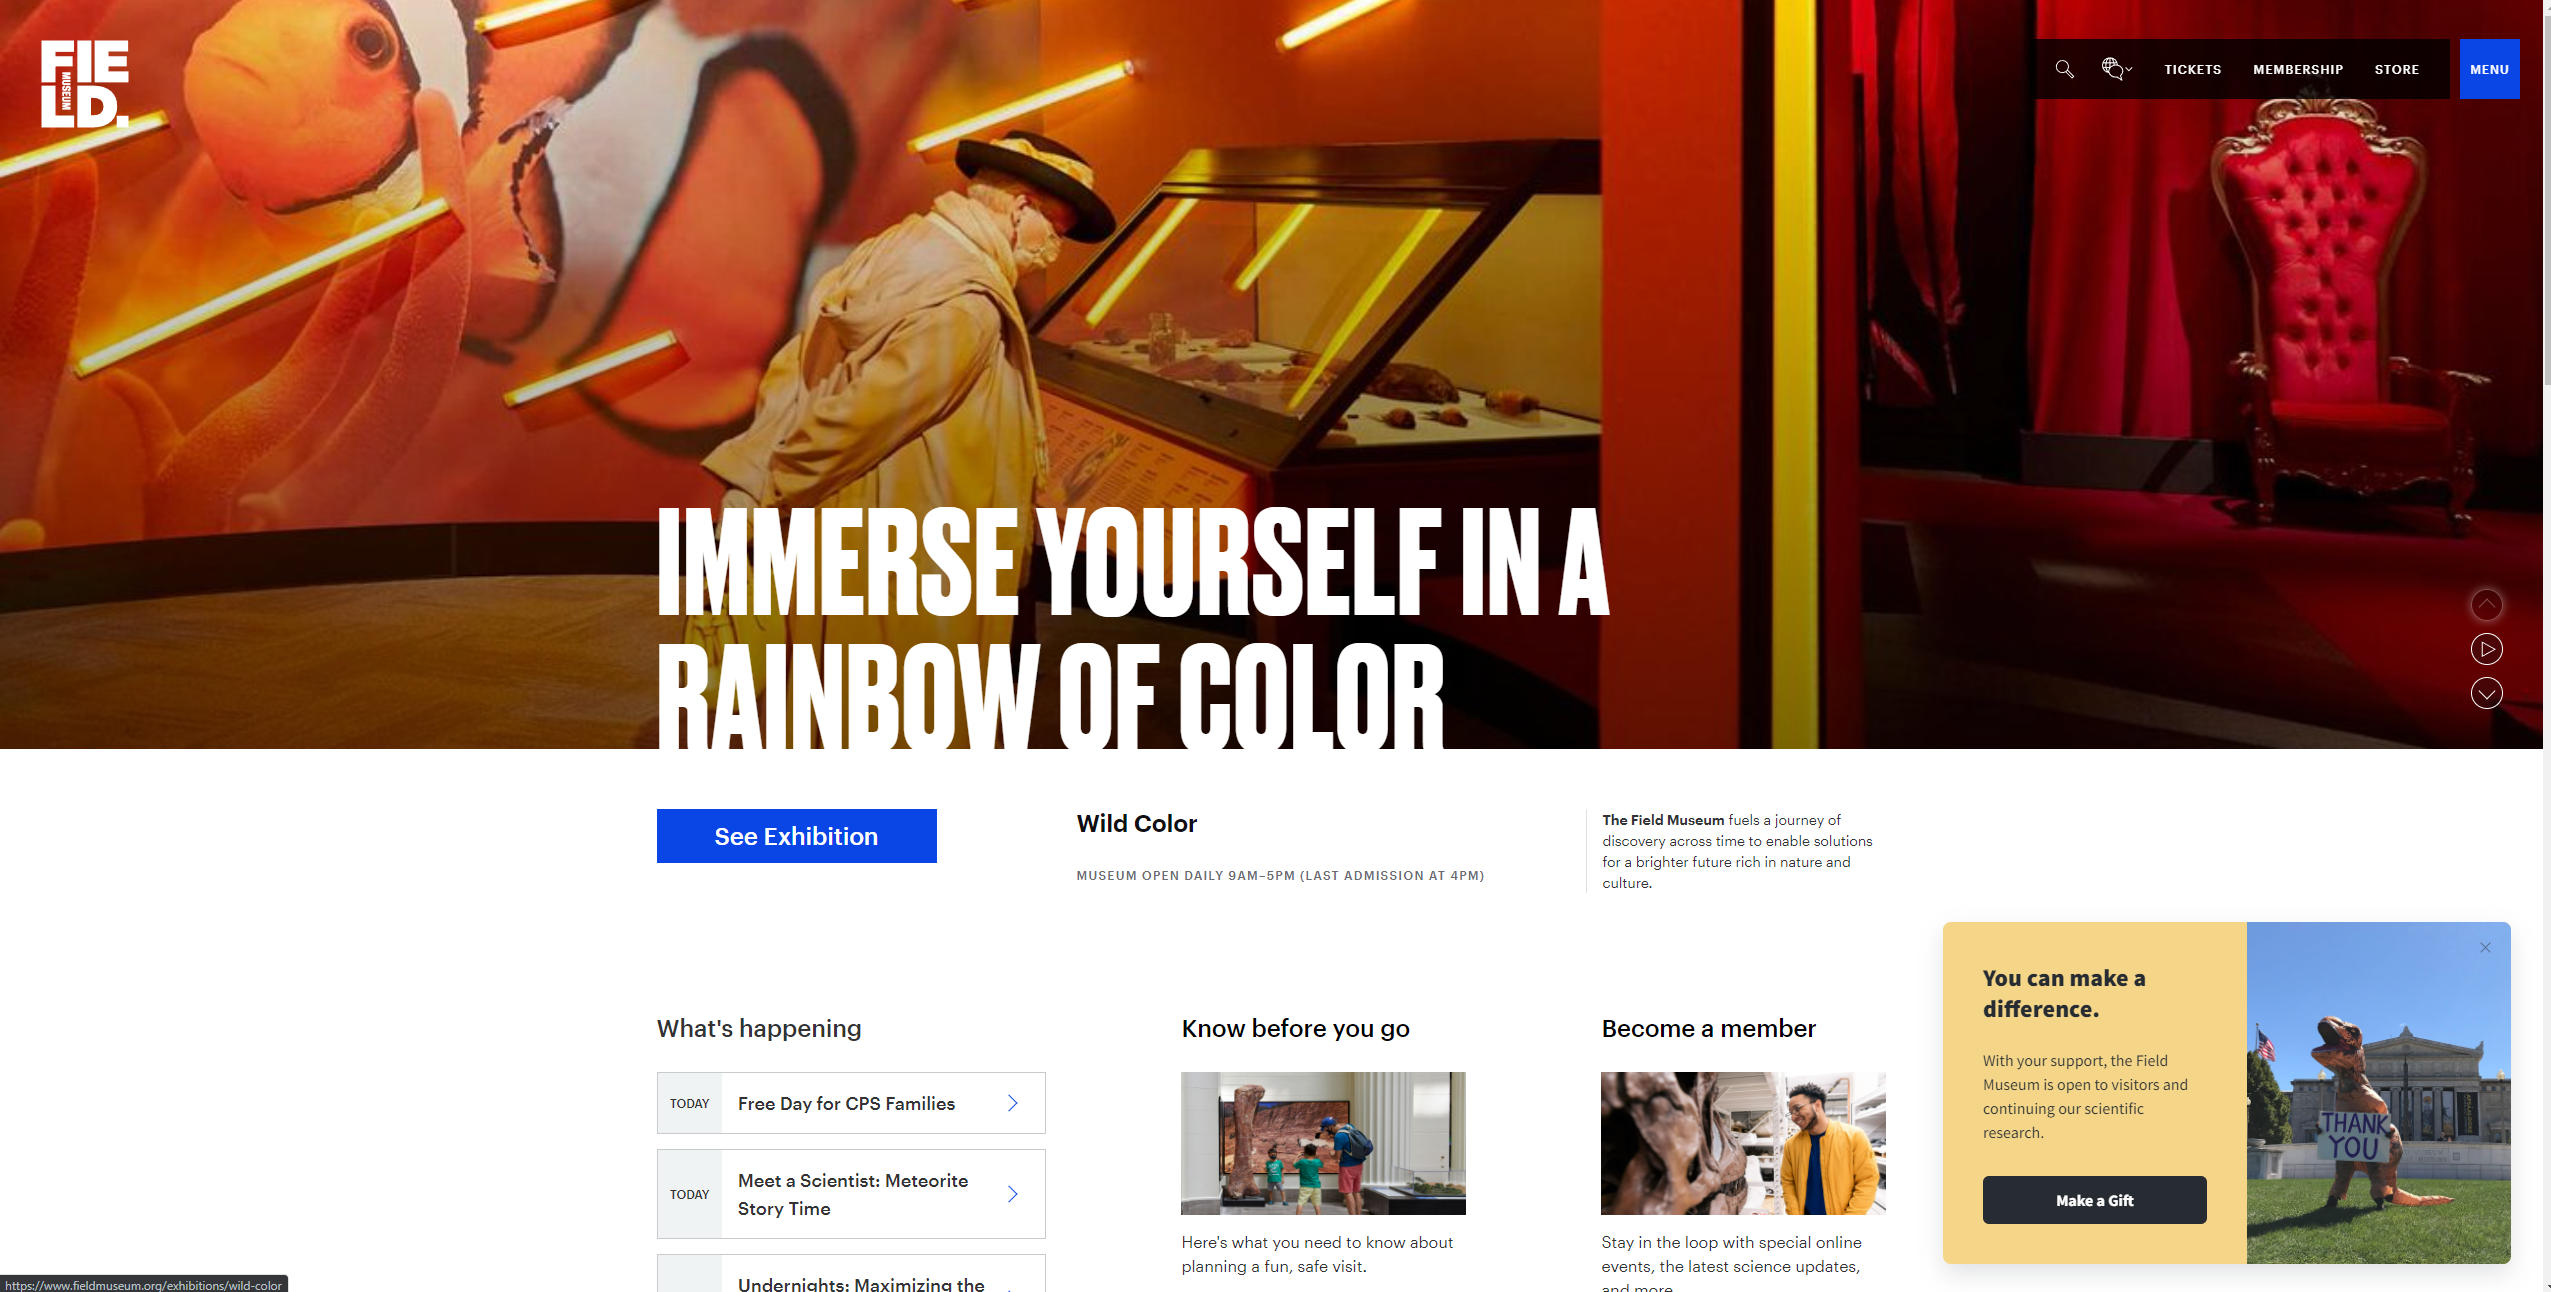 FIE
MUSEUM
LD.
TICKETS MEMBERSHIP STORE MENU
IMMERSE YOURSELF IN A
RAINBOW OF COLOR
See Exhibition
Wild Color
MUSEUM OPEN DAILY 9AM–5PM (LAST ADMISSION AT 4PM)
The Field Museum fuels a journey of
discovery across time to enable solutions
for a brighter future rich in nature and
culture.
What's happening
TODAY Free Day for CPS Families
TODAY Meet a Scientist: Meteorite
Story Time
Undernights: Maximizing the
Know before you go
Here's what you need to know about
planning a fun, safe visit.
Become a member
Stay in the loop with special online
events, the latest science updates,
and more.
You can make a
difference.
With your support, the Field
Museum is open to visitors and
continuing our scientific
research.
Make a Gift
THANK
YOU
https://www.fieldmuseum.org/exhibitions/wild-color